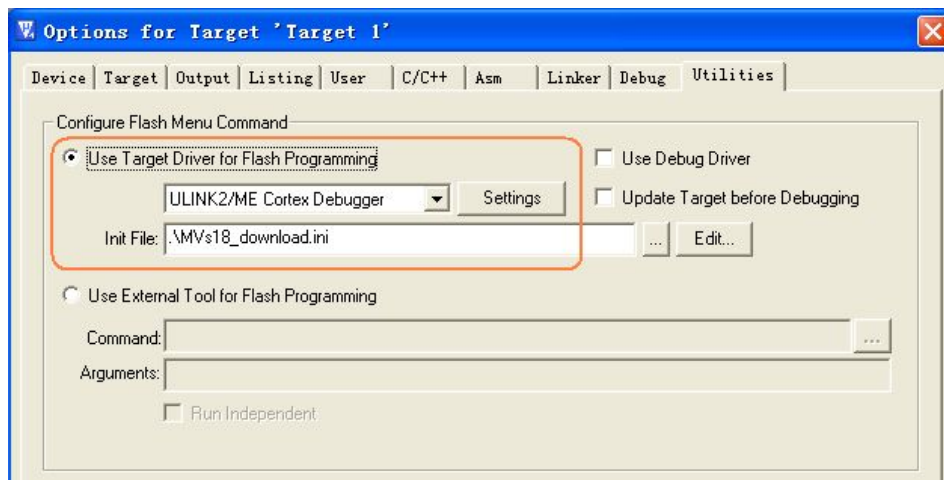 Options for Target 'Target 1'
Device Target Output Listing User C/C++ Asm Linker Debug Utilities
Configure Flash Menu Command
Use Target Driver for Flash Programming
Use Debug Driver
ULINK2/ME Cortex Debugger Settings
Update Target before Debugging
Init File: .\MVs18_download.ini ... Edit...
Use External Tool for Flash Programming
Command: ...
Arguments:
Run Independent